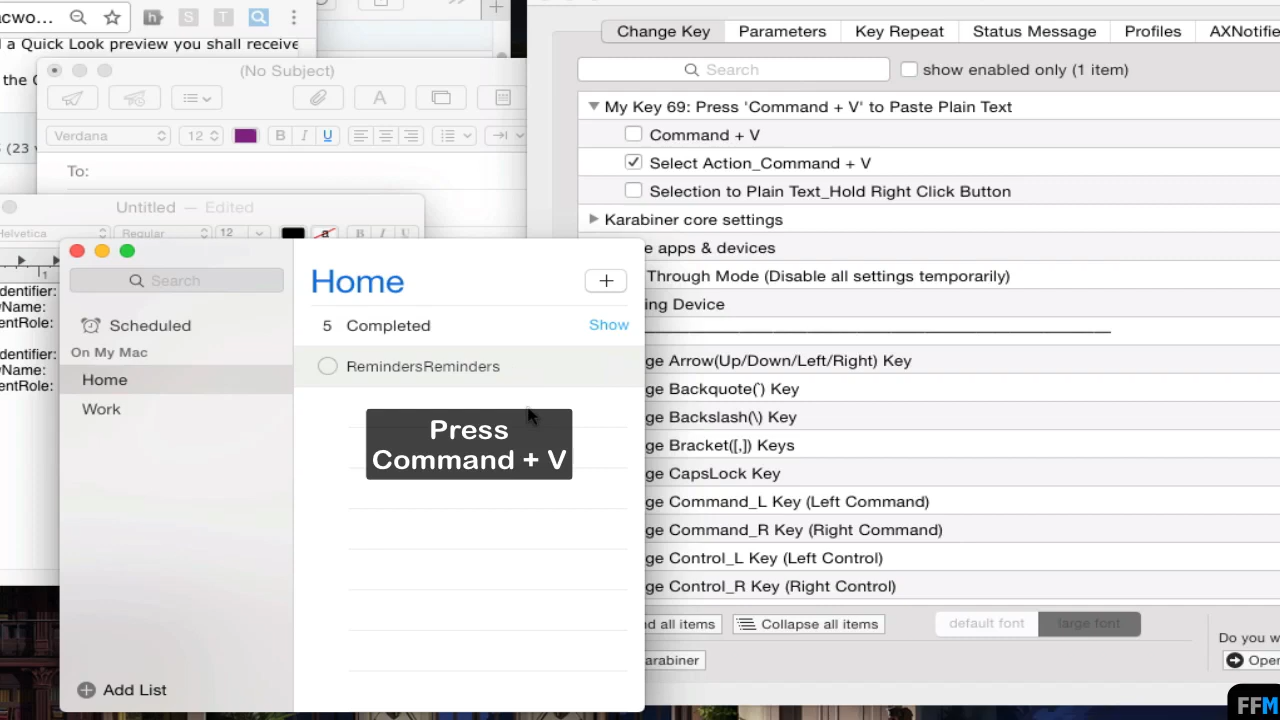 acwo...
a Quick Look preview you shall receive
the
(23
(No Subject)
Verdana
12
B I U
To:
Untitled — Edited
Helvetica
Regular
12
a
B I U
dentifier:
Name:
entRole:
dentifier:
Name:
entRole:
Search
Scheduled
On My Mac
Home
Work
Add List
Home
5 Completed
Show
RemindersReminders
Press
Command + V
Change Key
Parameters
Key Repeat
Status Message
Profiles
AXNotifie
Search
show enabled only (1 item)
My Key 69: Press 'Command + V' to Paste Plain Text
Command + V
Select Action_Command + V
Selection to Plain Text_Hold Right Click Button
Karabiner core settings
e apps & devices
Through Mode (Disable all settings temporarily)
ing Device
ge Arrow(Up/Down/Left/Right) Key
ge Backquote(`) Key
ge Backslash(\) Key
ge Bracket([,]) Keys
ge CapsLock Key
ge Command_L Key (Left Command)
ge Command_R Key (Right Command)
ge Control_L Key (Left Control)
ge Control_R Key (Right Control)
nd all items
Collapse all items
default font
large font
arabiner
Do you w
Open
FFM